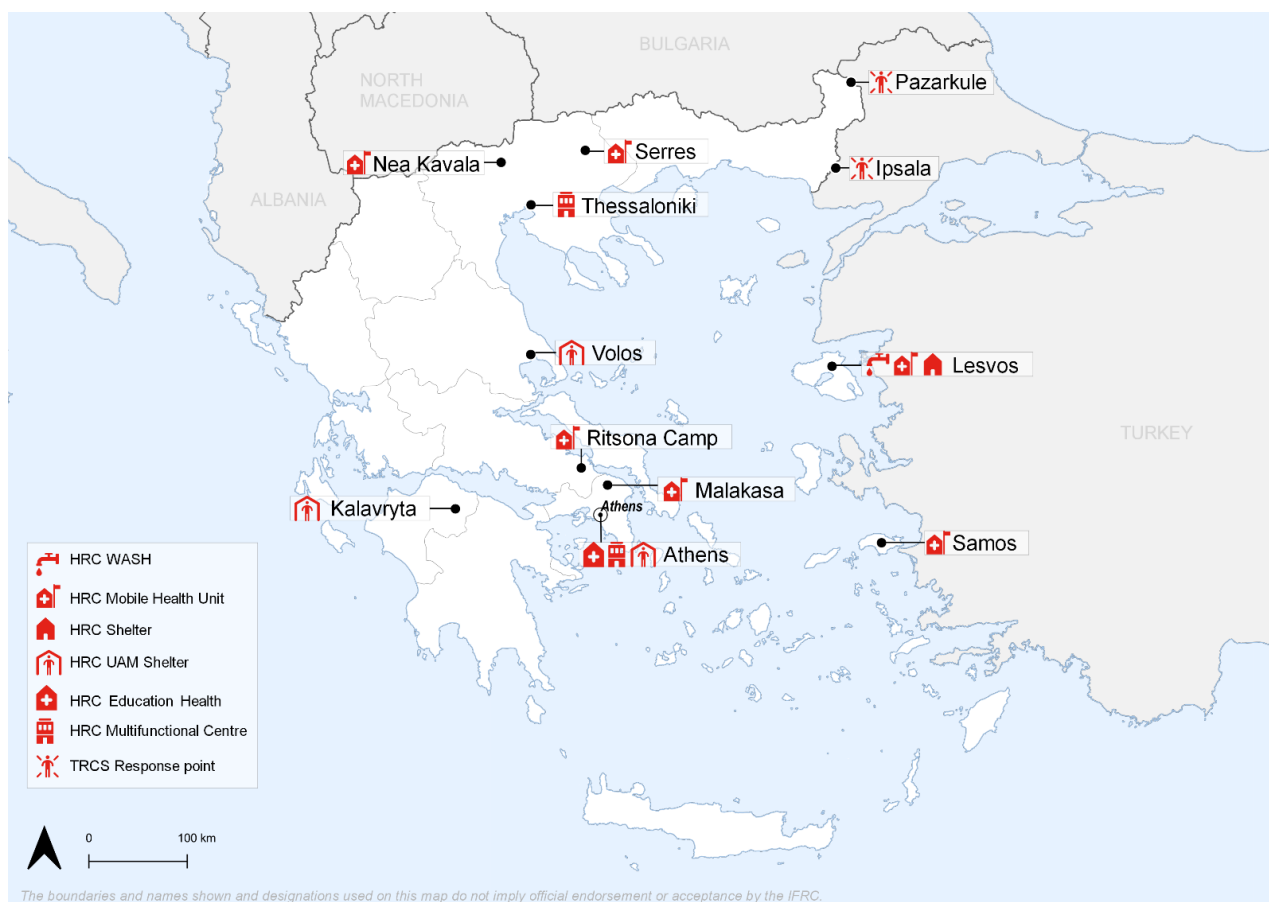 BULGARIA
NORTH
MACEDONIA
Pazarkule
Serres
Nea Kavala
Ipsala
ALBANIA
Thessaloniki
Volos
Lesvos
TURKEY
Ritsona Camp
Malakasa
Kalavryta
Athens
Samos
Athens
HRC WASH
HRC Mobile Health Unit
HRC Shelter
HRC UAM Shelter
HRC Education Health
HRC Multifunctional Centre
TRCS Response point
0 100 km
The boundaries and names shown and designations used on this map do not imply official endorsement or acceptance by the IFRC.